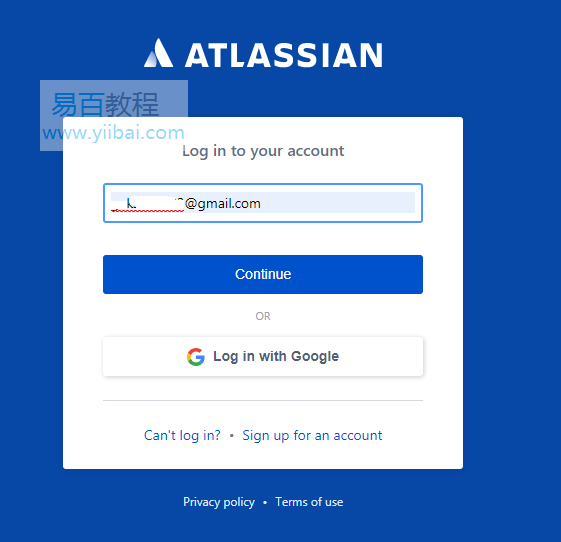 ATLASSIAN
易百教程
www.yiibai.com
Log in to your account
@gmail.com
Continue
OR
Log in with Google
Can't log in? • Sign up for an account
Privacy policy • Terms of use